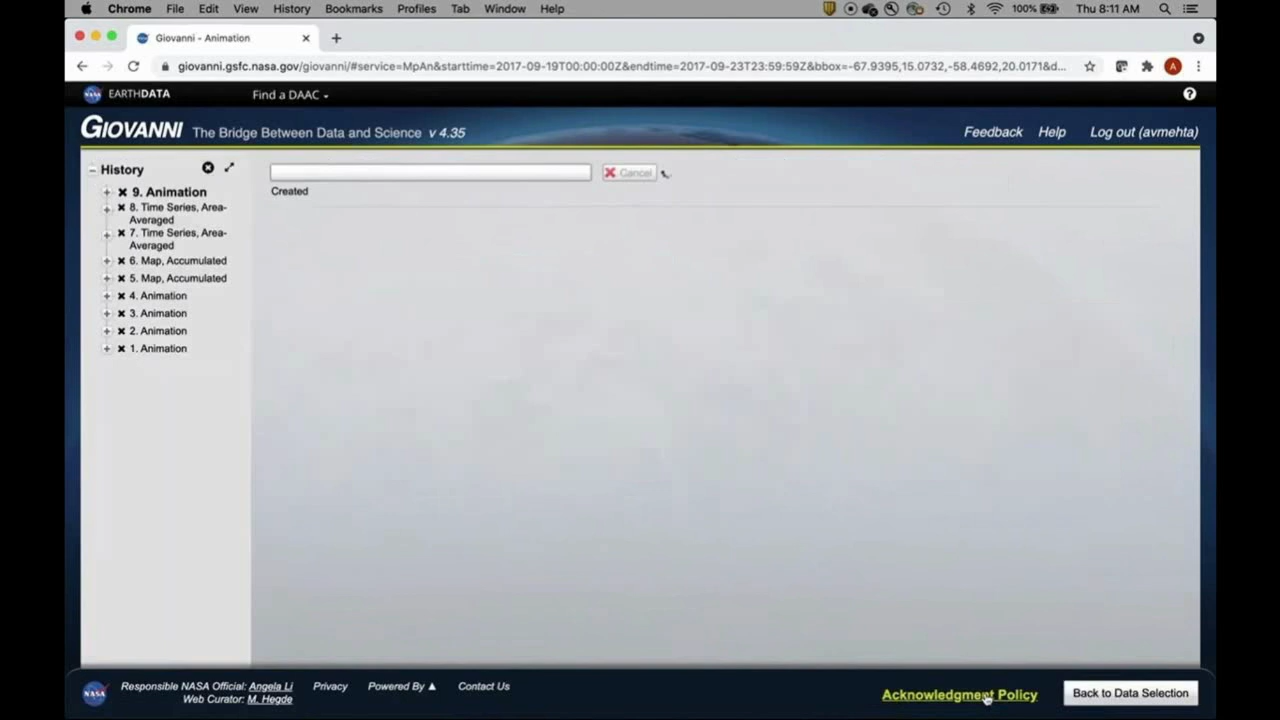 Chrome File Edit View History Bookmarks Profiles Tab Window Help 100% Thu 8:11 AM
Giovanni - Animation
giovanni.gsfc.nasa.gov/giovanni/#service=MpAn&starttime=2017-09-19T00:00:00Z&endtime=2017-09-23T23:59:59Z&bbox=-67.9395,15.0732,-58.4692,20.0171&d... A
NASA EARTHDATA Find a DAAC ?
GIOVANNI The Bridge Between Data and Science v 4.35 Feedback Help Log out (avmehta)
History
Cancel
Created
9. Animation
8. Time Series, Area-
Averaged
7. Time Series, Area-
Averaged
6. Map, Accumulated
5. Map, Accumulated
4. Animation
3. Animation
2. Animation
1. Animation
NASA
Responsible NASA Official: Angela Li Privacy Powered By Contact Us
Web Curator: M. Hegde
Acknowledgment Policy Back to Data Selection